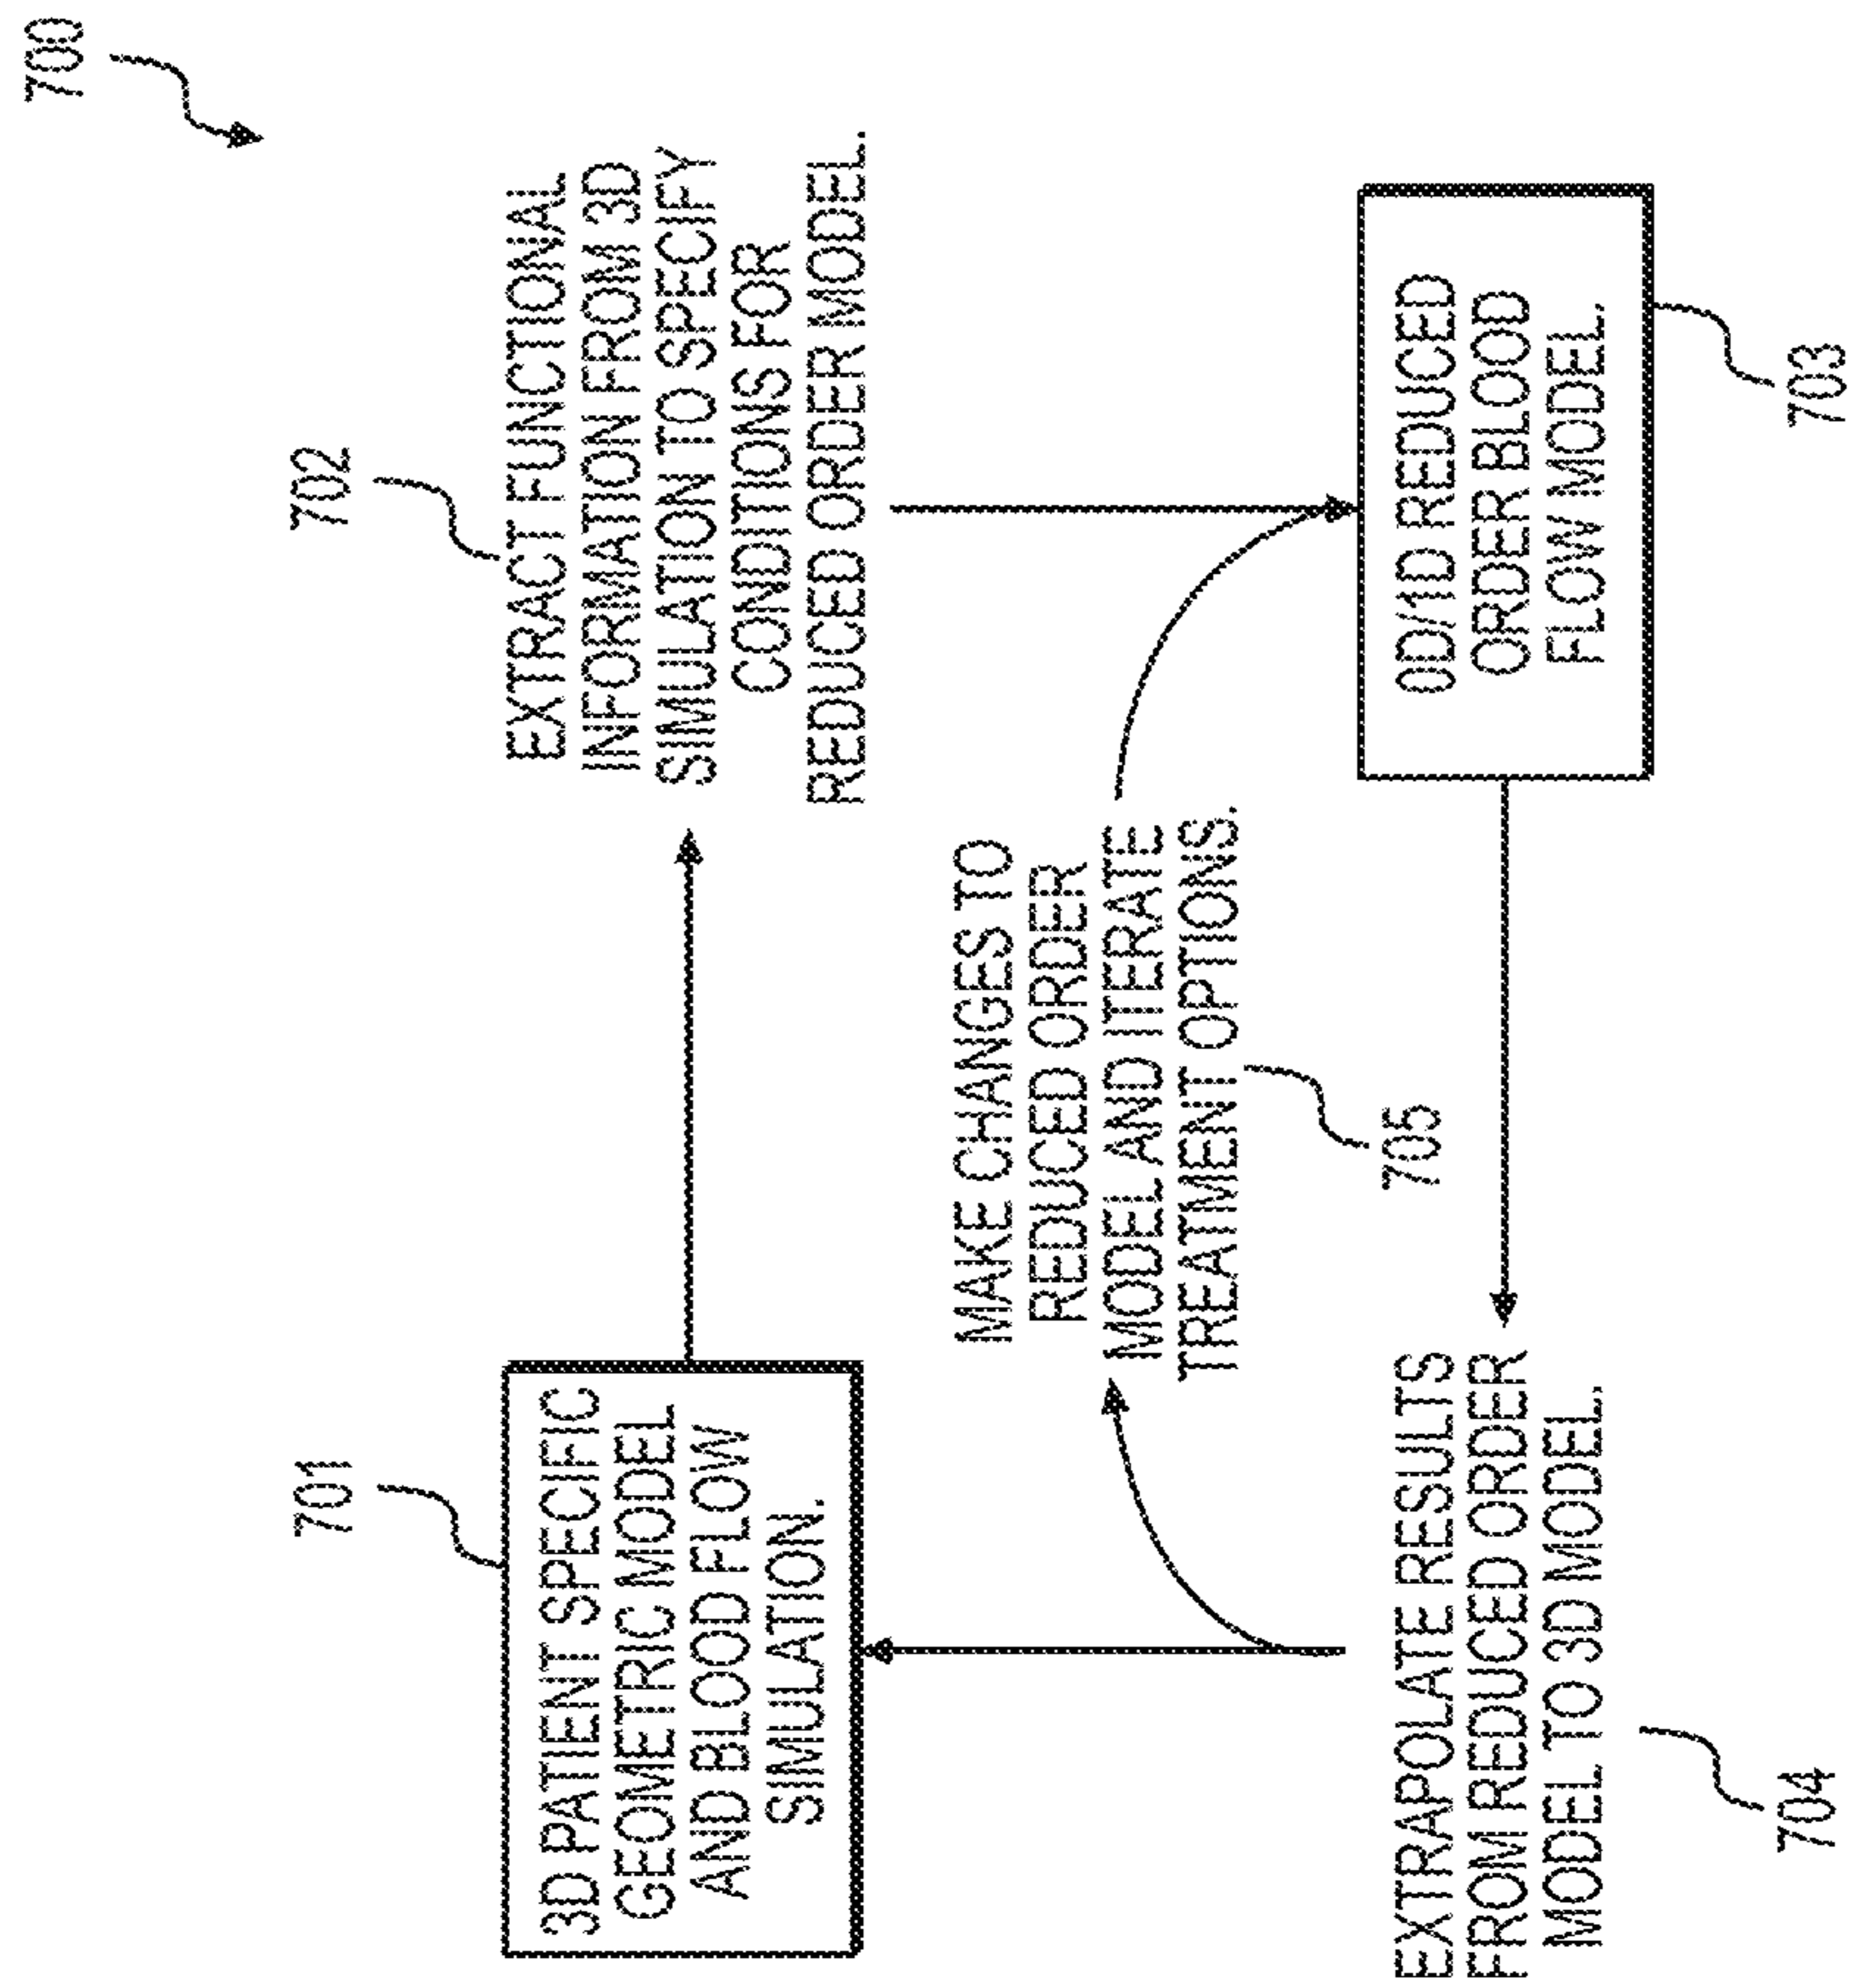 700
701
3D PATIENT SPECIFIC
GEOMETRIC MODEL
AND BLOOD FLOW
SIMULATION.
702
EXTRACT FUNCTIONAL
INFORMATION FROM 3D
SIMULATION TO SPECIFY
CONDITIONS FOR
REDUCED ORDER MODEL.
MAKE CHANGES TO
REDUCED ORDER
MODEL AND ITERATE
TREATMENT OPTIONS.
705
EXTRAPOLATE RESULTS
FROM REDUCED ORDER
MODEL TO 3D MODEL.
704
0D/1D REDUCED
ORDER BLOOD
FLOW MODEL.
703